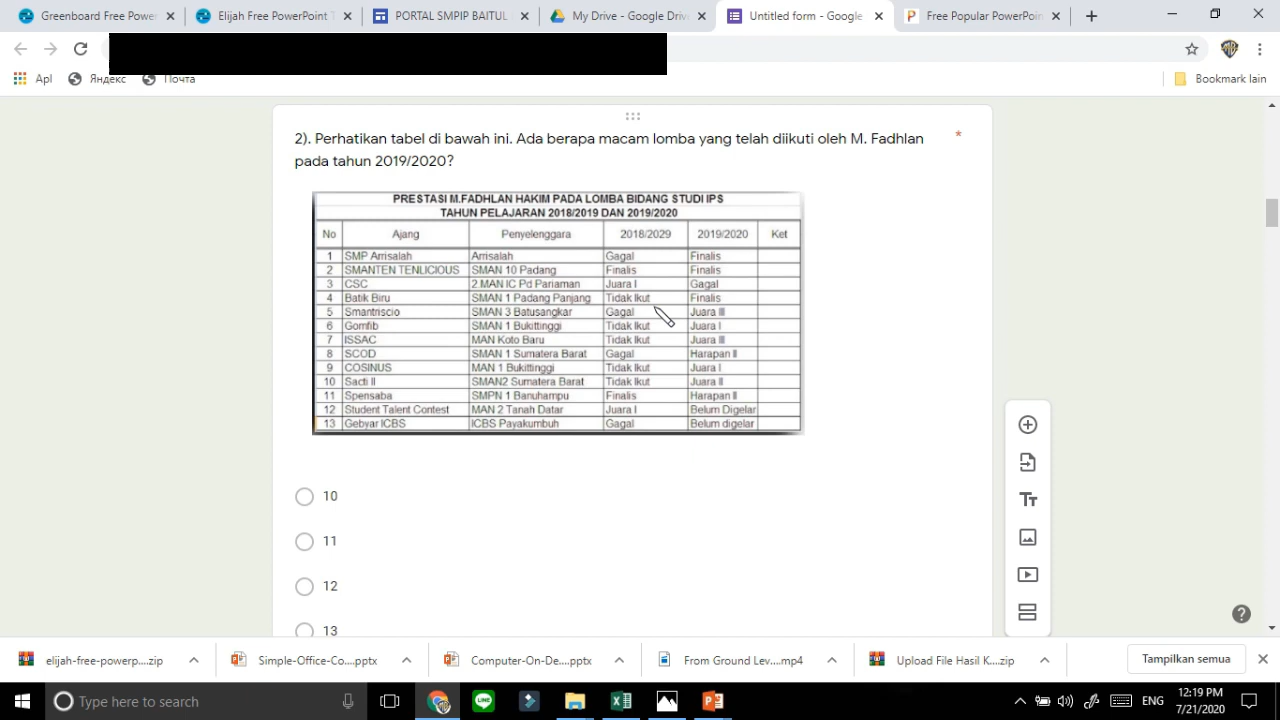 Greenboard Free Power
Elijah Free PowerPoint T
PORTAL SMPIP BAITUL
My Drive - Google Drive
Untitled form - Google
Free Popular PowerPoin
Apl
Яндекс
Почта
Bookmark lain
2). Perhatikan tabel di bawah ini. Ada berapa macam lomba yang telah diikuti oleh M. Fadhlan *
pada tahun 2019/2020?
PRESTASI M.FADHLAN HAKIM PADA LOMBA BIDANG STUDI IPS
TAHUN PELAJARAN 2018/2019 DAN 2019/2020
No Ajang Penyelenggara 2018/2029 2019/2020 Ket
1 SMP Arrisalah Arrisalah Gagal Finalis
2 SMANTEN TENLICIOUS SMAN 10 Padang Finalis Finalis
3 CSC 2.MAN IC Pd Pariaman Juara I Gagal
4 Batik Biru SMAN 1 Padang Panjang Tidak Ikut Finalis
5 Smantriscio SMAN 3 Batusangkar Gagal Juara III
6 Gomfib SMAN 1 Bukittinggi Tidak Ikut Juara I
7 ISSAC MAN Koto Baru Tidak Ikut Juara III
8 SCOD SMAN 1 Sumatera Barat Gagal Harapan II
9 COSINUS MAN 1 Bukittinggi Tidak Ikut Juara I
10 Sacti II SMAN2 Sumatera Barat Tidak Ikut Juara II
11 Spensaba SMPN 1 Banuhampu Finalis Harapan II
12 Student Talent Contest MAN 2 Tanah Datar Juara I Belum Digelar
13 Gebyar ICBS ICBS Payakumbuh Gagal Belum digelar
10
11
12
13
elijah-free-powerp....zip
Simple-Office-Co....pptx
Computer-On-De....pptx
From Ground Lev....mp4
Upload File Hasil K....zip
Tampilkan semua
Type here to search
ENG
12:19 PM
7/21/2020